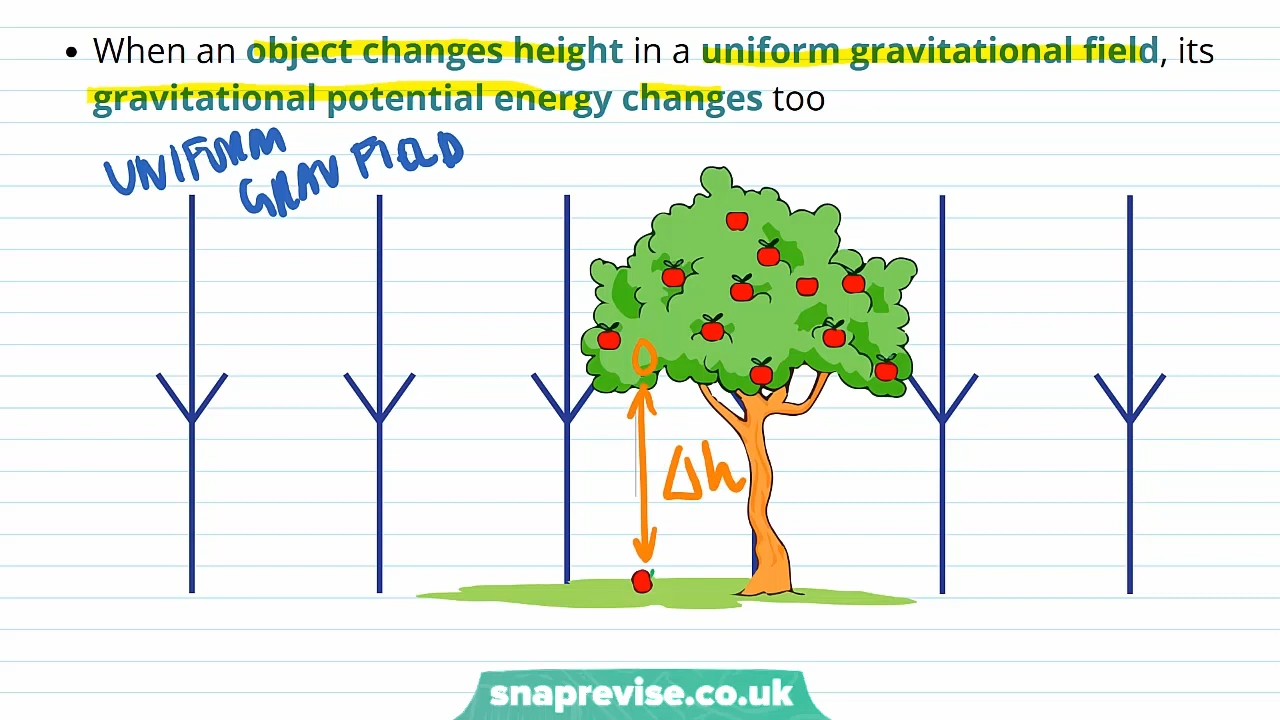 • When an object changes height in a uniform gravitational field, its
gravitational potential energy changes too
UNIFORM
GRAV FIELD
Δh
snaprevise.co.uk